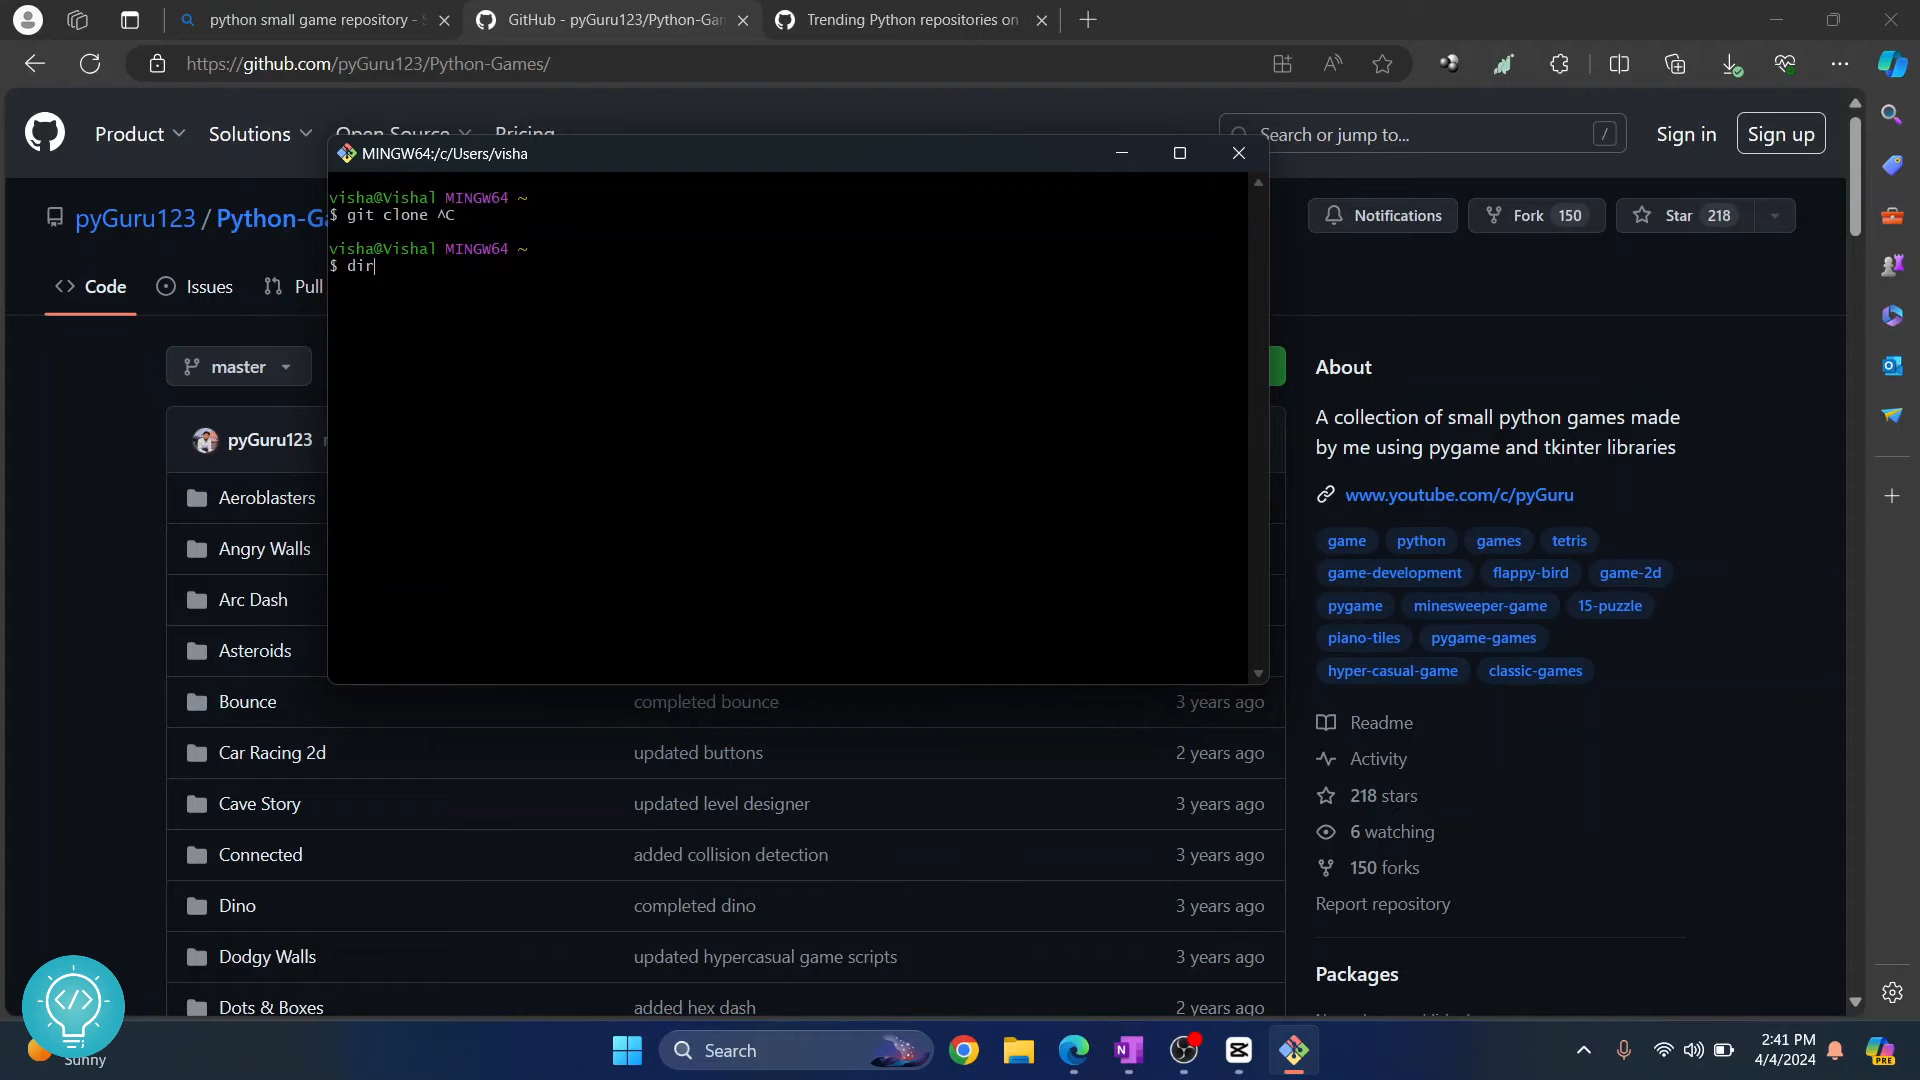 python small game repository -
GitHub - pyGuru123/Python-Gam
Trending Python repositories on
https://github.com/pyGuru123/Python-Games/
Product
Solutions
Open Source
Pricing
Search or jump to...
/
Sign in
Sign up
MINGW64:/c/Users/visha
visha@Vishal MINGW64 ~
$ git clone ^C
visha@Vishal MINGW64 ~
$ dir
pyGuru123 / Python-Ga
Notifications
Fork 150
Star 218
Code
Issues
Pull
master
pyGuru123
Aeroblasters
Angry Walls
Arc Dash
Asteroids
Bounce completed bounce 3 years ago
Car Racing 2d updated buttons 2 years ago
Cave Story updated level designer 3 years ago
Connected added collision detection 3 years ago
Dino completed dino 3 years ago
Dodgy Walls updated hypercasual game scripts 3 years ago
Dots & Boxes added hex dash 2 years ago
About
A collection of small python games made
by me using pygame and tkinter libraries
www.youtube.com/c/pyGuru
game python games tetris
game-development flappy-bird game-2d
pygame minesweeper-game 15-puzzle
piano-tiles pygame-games
hyper-casual-game classic-games
Readme
Activity
218 stars
6 watching
150 forks
Report repository
Packages
Sunny
Search
2:41 PM
4/4/2024
PRE